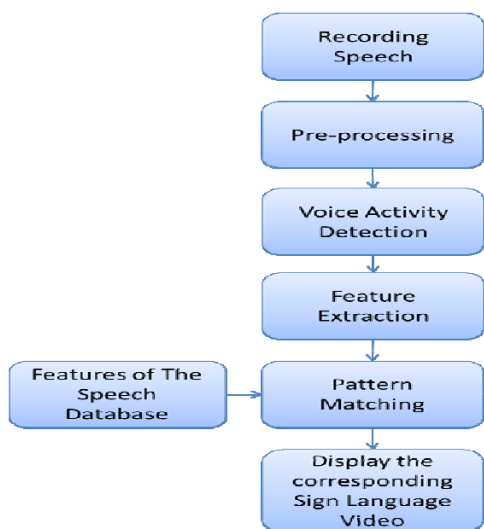 Recording
Speech
Pre-processing
Voice Activity
Detection
Feature
Extraction
Features of The
Speech
Database
Pattern
Matching
Display the
corresponding
Sign Language
Video